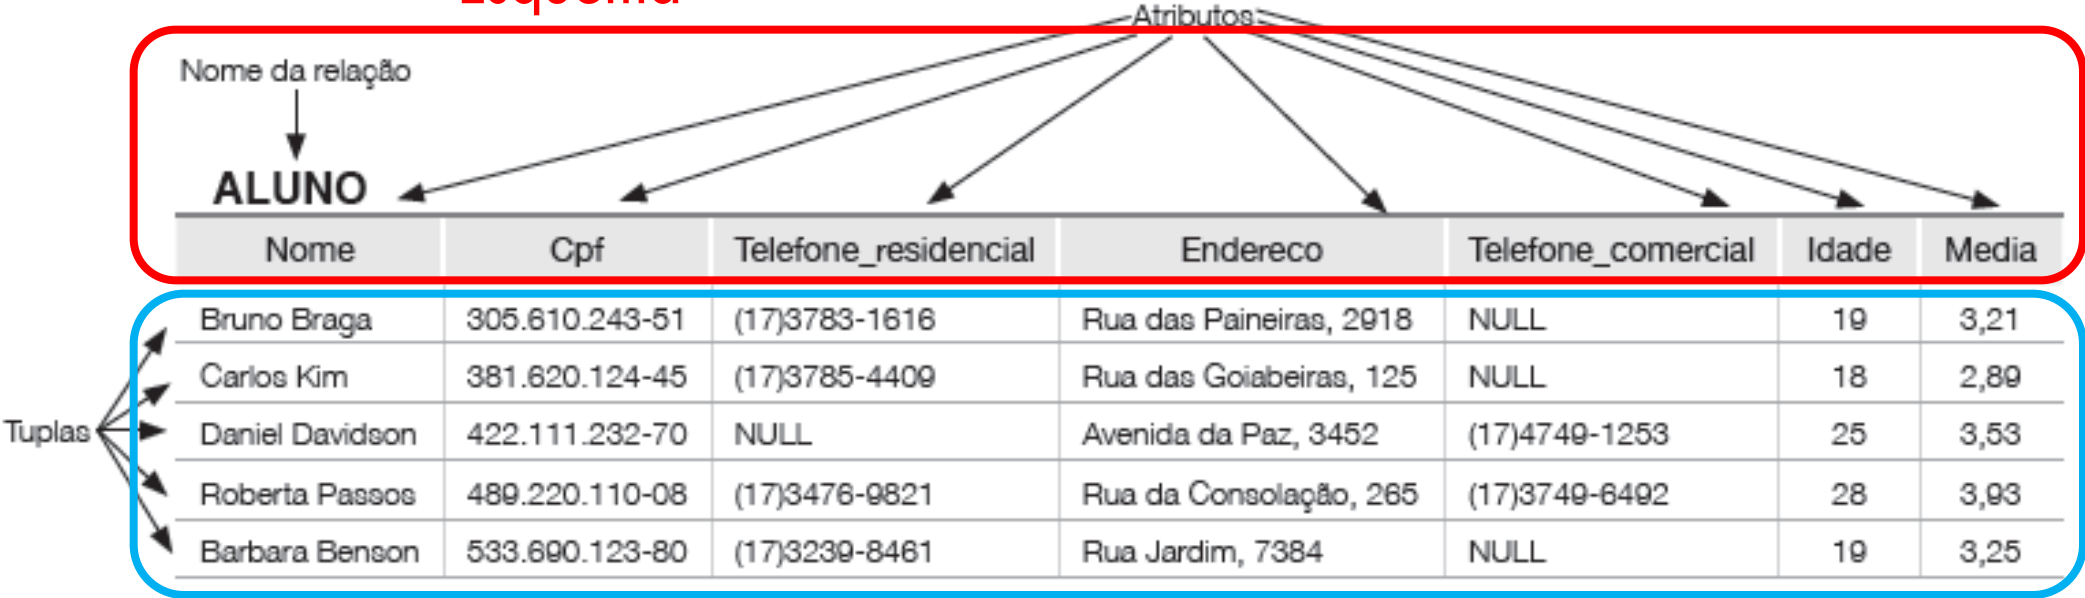 Esquema
Atributos
Nome da relação
ALUNO
Nome Cpf Telefone_residencial Endereco Telefone_comercial Idade Media
Bruno Braga 305.610.243-51 (17)3783-1616 Rua das Paineiras, 2918 NULL 19 3,21
Carlos Kim 381.620.124-45 (17)3785-4409 Rua das Goiabeiras, 125 NULL 18 2,89
Tuplas Daniel Davidson 422.111.232-70 NULL Avenida da Paz, 3452 (17)4749-1253 25 3,53
Roberta Passos 489.220.110-08 (17)3476-9821 Rua da Consolação, 265 (17)3749-6492 28 3,93
Barbara Benson 533.690.123-80 (17)3239-8461 Rua Jardim, 7384 NULL 19 3,25